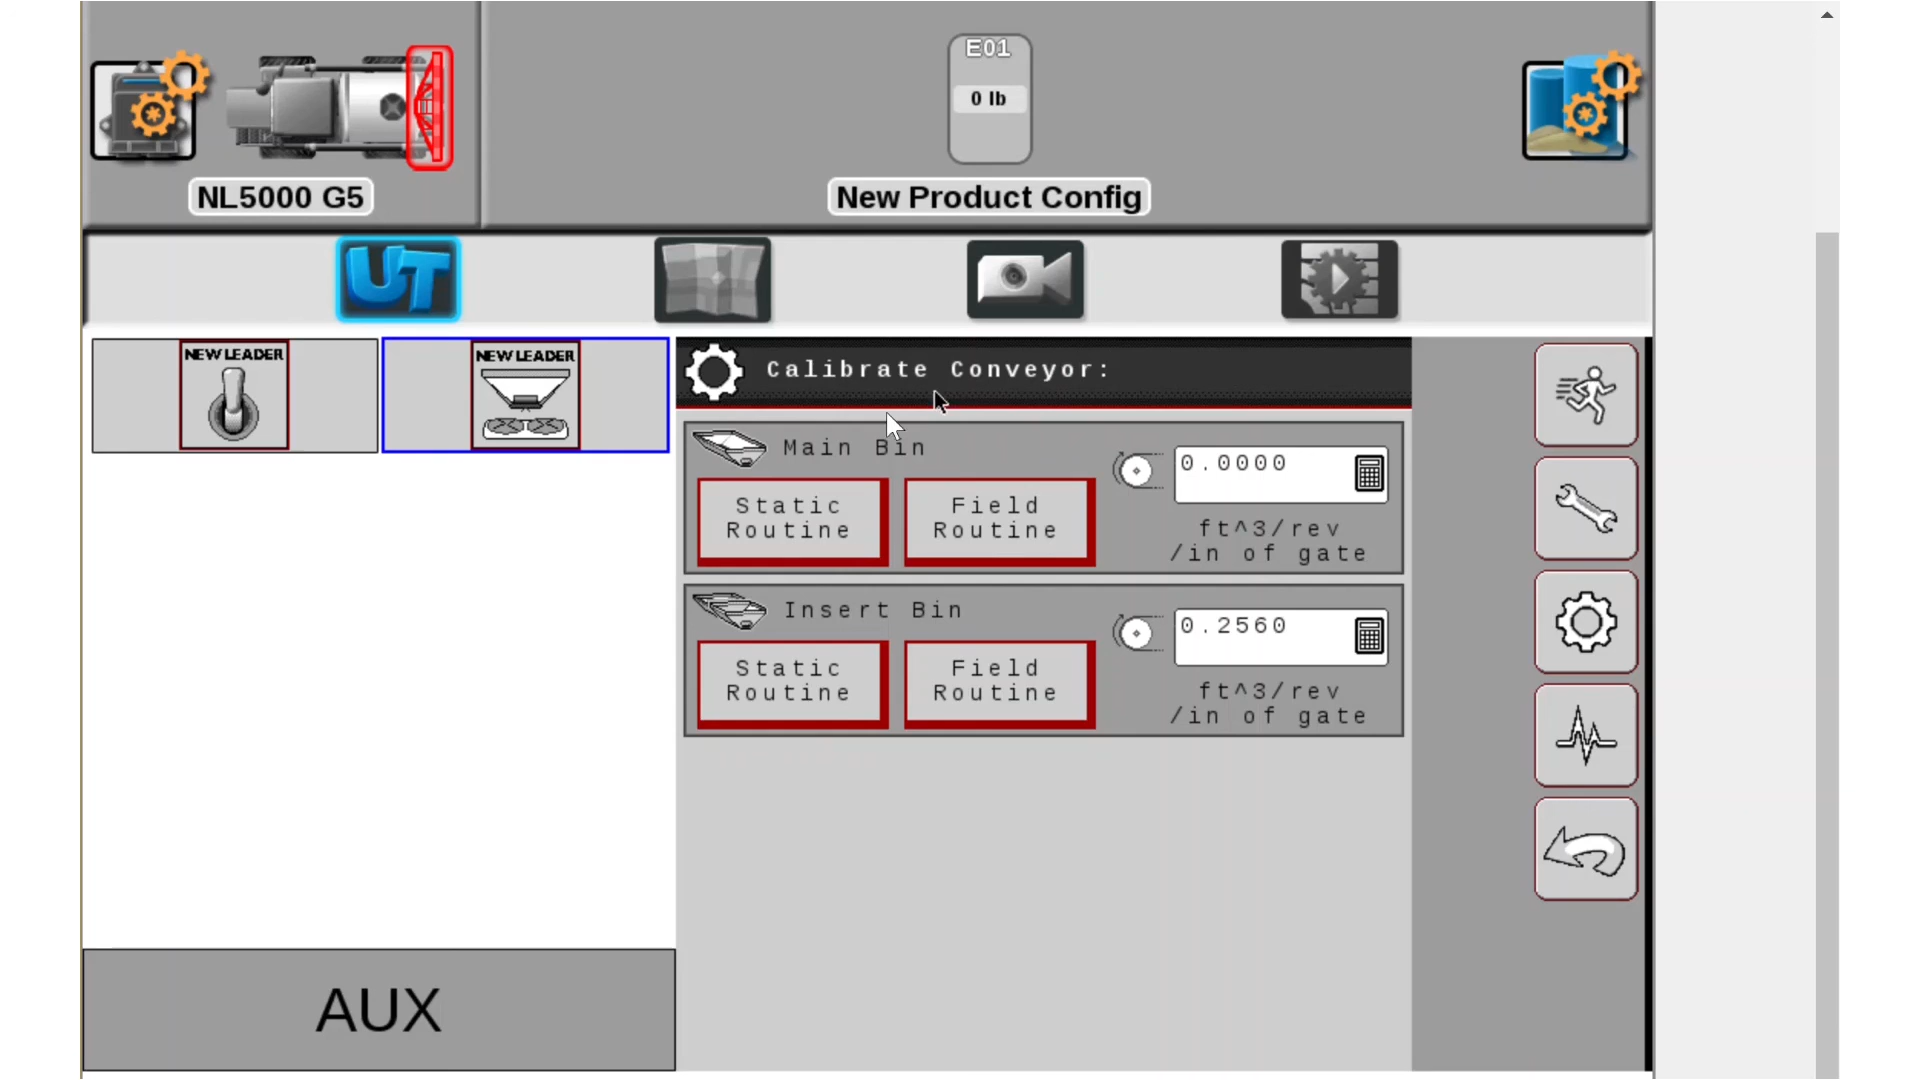 E01
0 lb
NL5000 G5
New Product Config
UT
NEW LEADER
NEW LEADER
Calibrate Conveyor:
Main Bin
0.0000
Static
Routine
Field
Routine
ft^3/rev
/in of gate
Insert Bin
0.2560
Static
Routine
Field
Routine
ft^3/rev
/in of gate
AUX